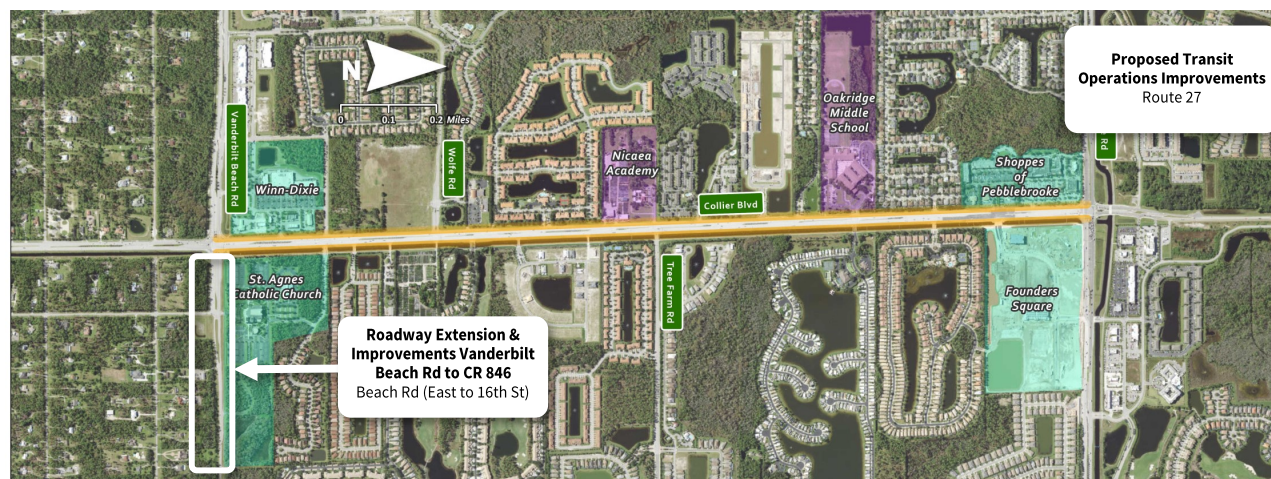 Proposed Transit
Operations Improvements
Route 27
N
0 0.1 0.2 Miles
Vanderbilt Beach Rd
Winn-Dixie
Wolfe Rd
Nicaea
Academy
Oakridge
Middle
School
Collier Blvd
Shoppes
of
Pebblebrooke
Rd
St. Agnes
Catholic Church
Tree Farm Rd
Founders
Square
Roadway Extension &
Improvements Vanderbilt
Beach Rd to CR 846
Beach Rd (East to 16th St)